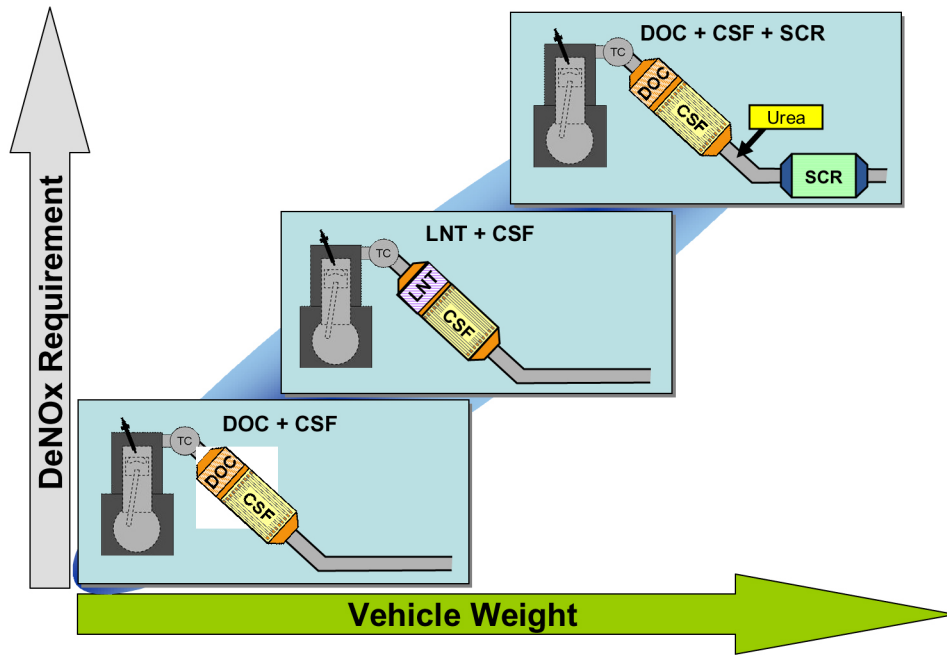 DOC + CSF + SCR
TC
DOC
CSF
Urea
SCR
LNT + CSF
TC
LNT
CSF
DOC + CSF
TC
DOC
CSF
DeNOx Requirement
Vehicle Weight